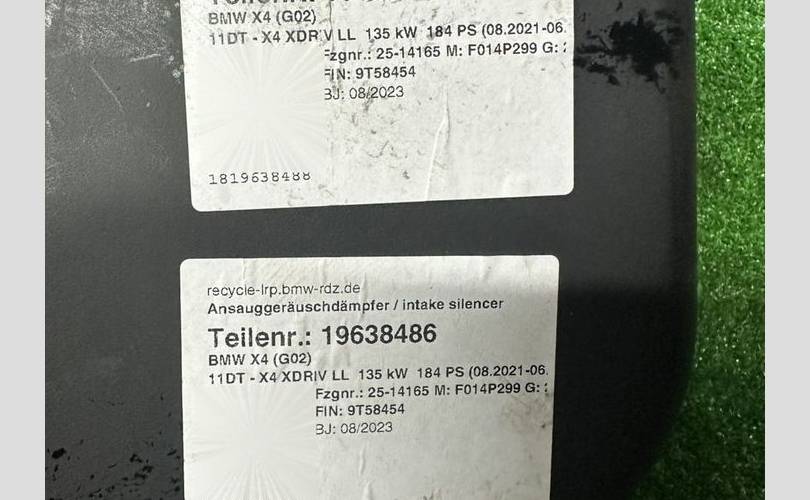 BMW X4 (G02)
11DT - X4 XDRIV LL 135 kW 184 PS (08.2021-06.
Fzgnr.: 25-14165 M: F014P299 G: :
FIN: 9T58454
BJ: 08/2023
1819638488
recycle-lrp.bmw-rdz.de
Ansauggeräuschdämpfer / intake silencer
Teilenr.: 19638486
BMW X4 (G02)
11DT - X4 XDRIV LL 135 kW 184 PS (08.2021-06.
Fzgnr.: 25-14165 M: F014P299 G: :
FIN: 9T58454
BJ: 08/2023